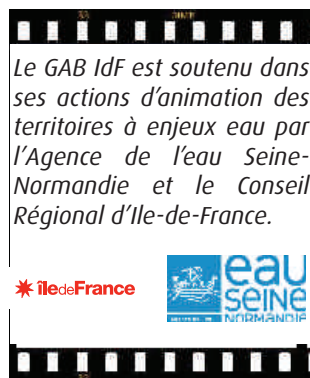 Le GAB IdF est soutenu dans
ses actions d'animation des
territoires à enjeux eau par
l'Agence de l'eau Seine-
Normandie et le Conseil
Régional d'Ile-de-France.
îledeFrance
eau
SEINE
NORMANDIE